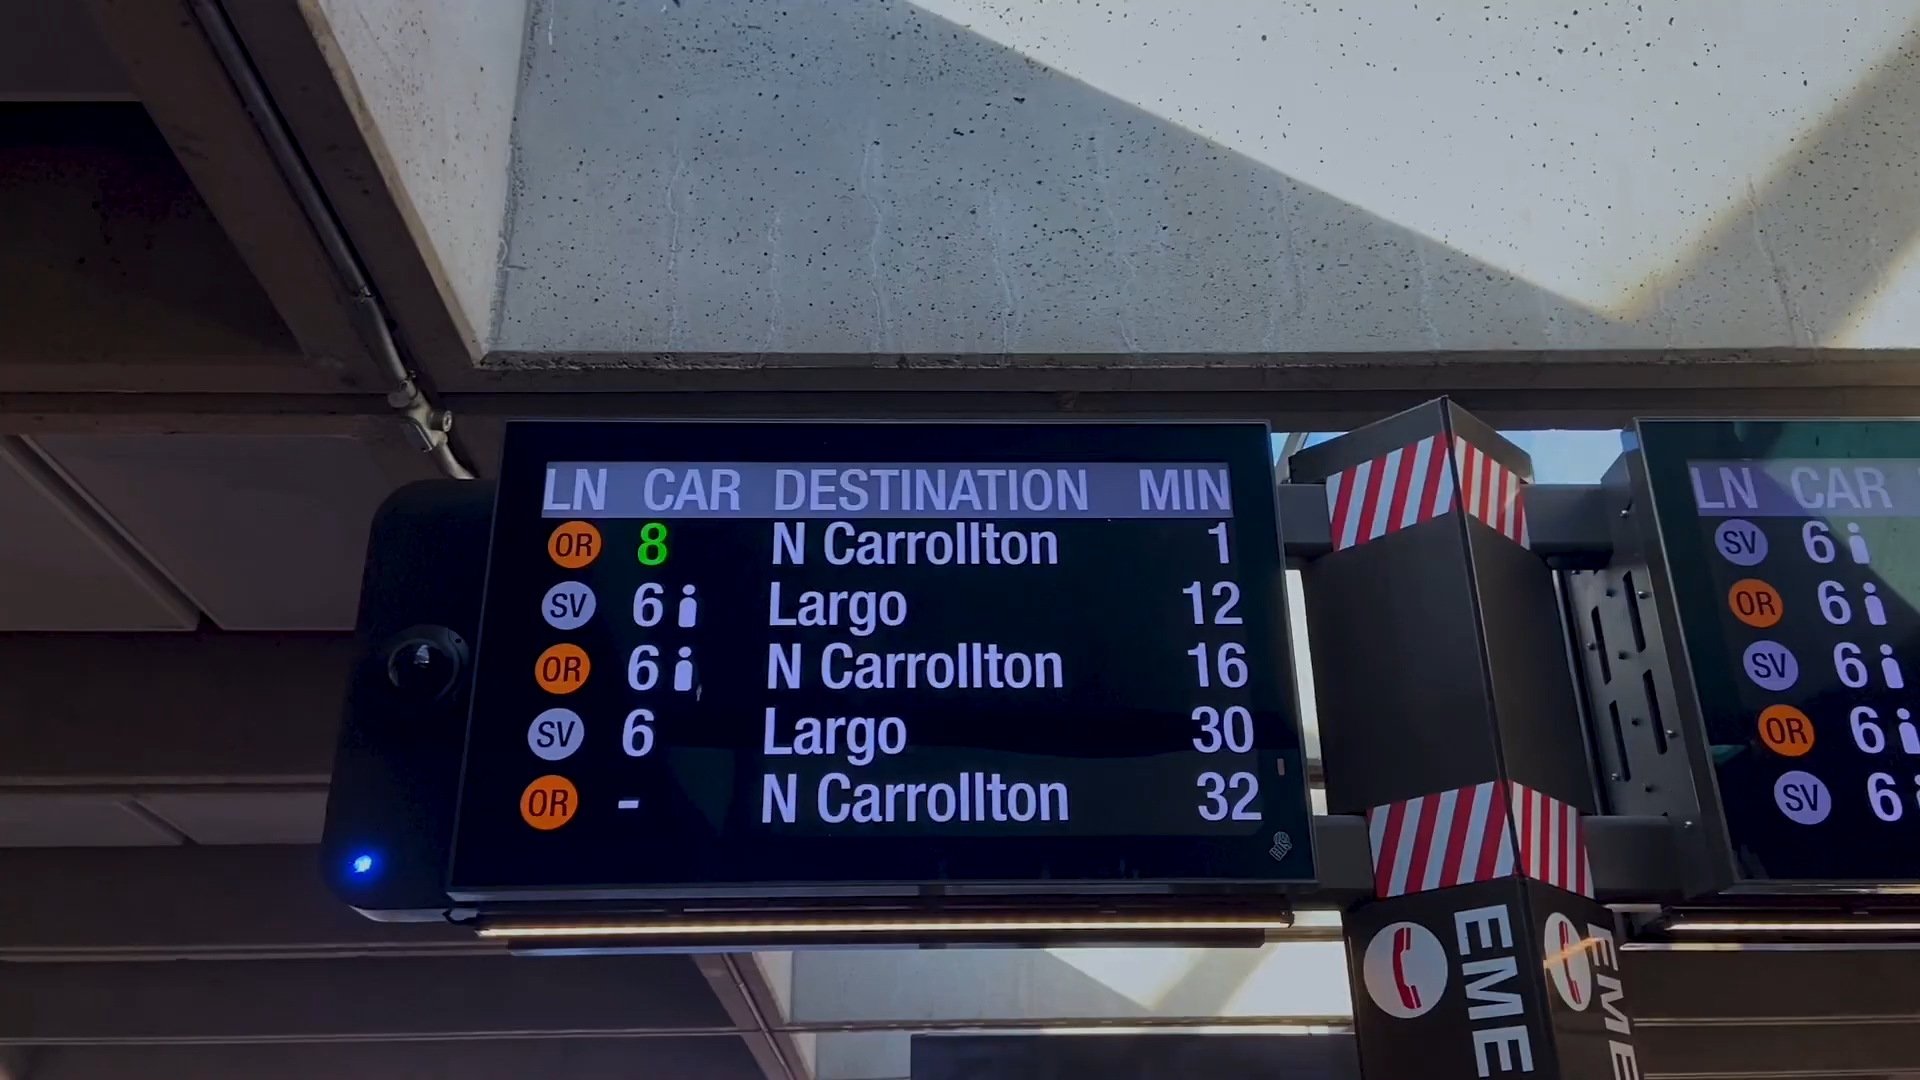 LN CAR DESTINATION MIN
OR 8 N Carrollton 1
SV 6 Largo 12
OR 6 N Carrollton 16
SV 6 Largo 30
OR - N Carrollton 32
LN CAR
SV 6
OR 6
SV 6
OR 6
SV 6
EME
EME